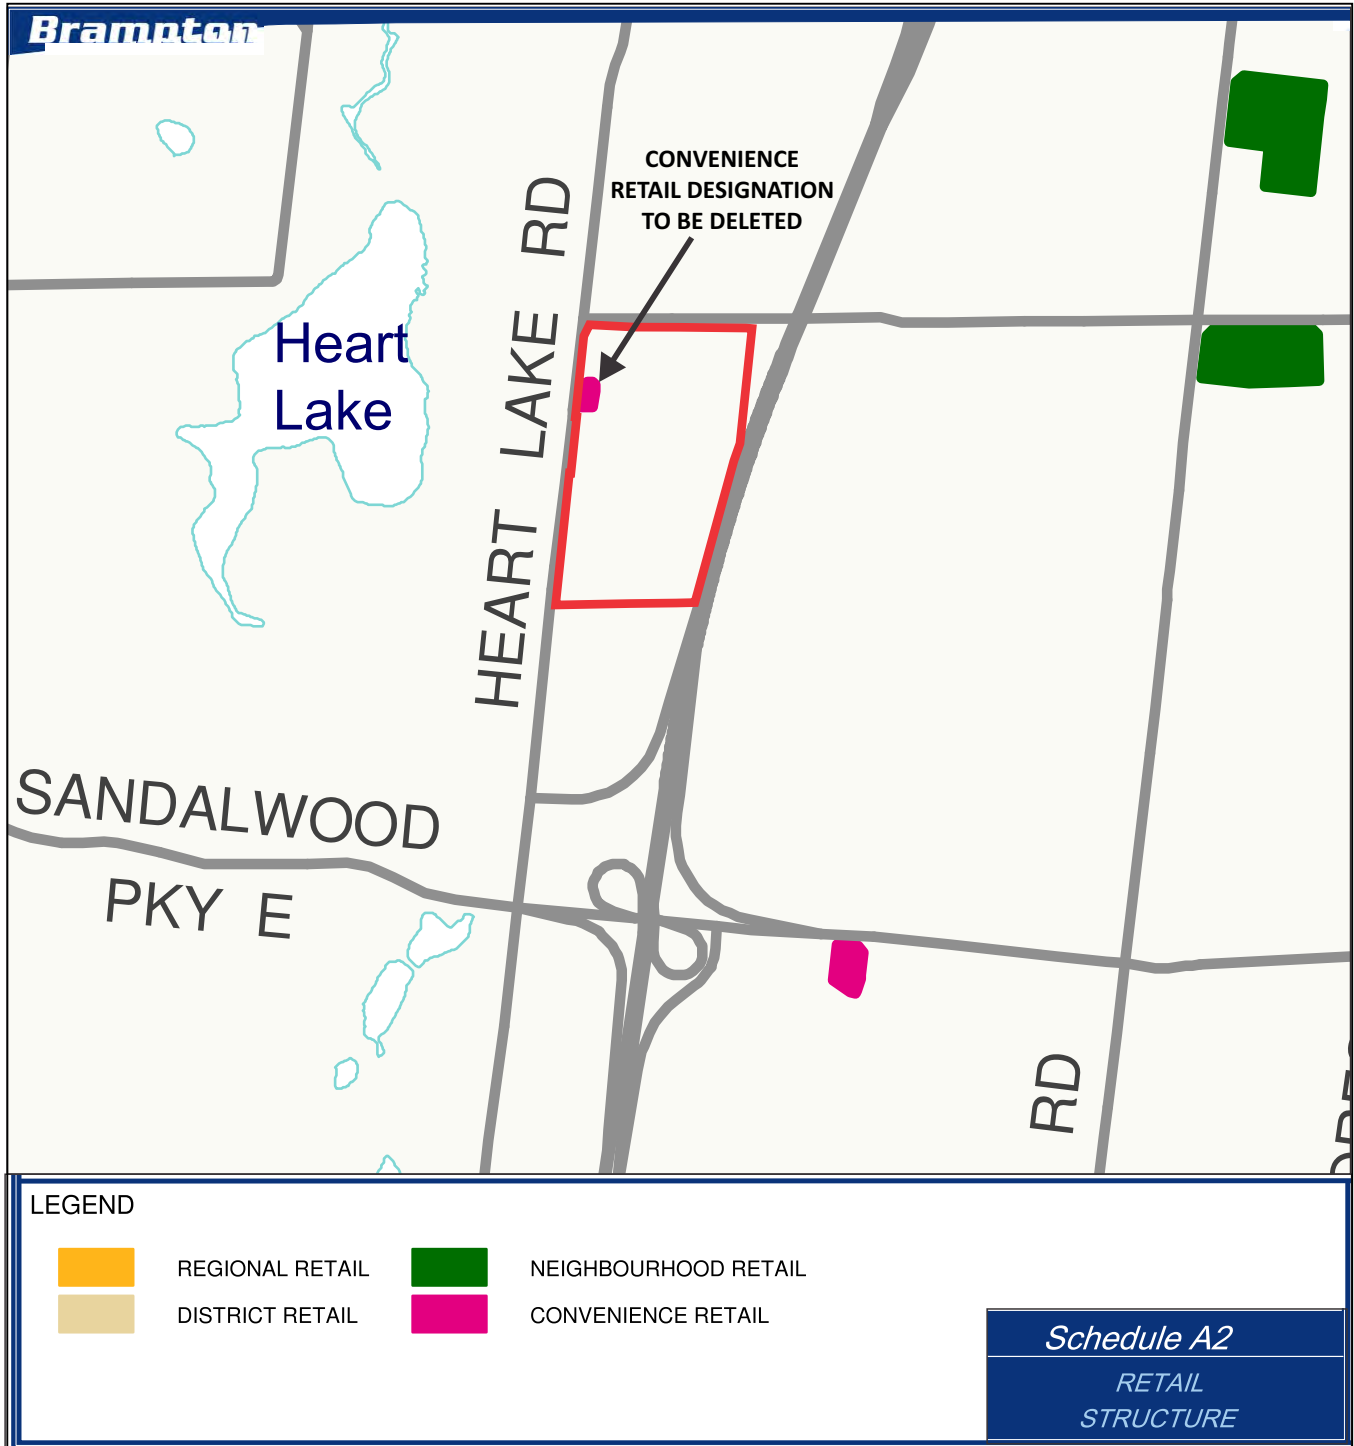 Brampton
CONVENIENCE
RETAIL DESIGNATION
TO BE DELETED
HEART LAKE RD
Heart
Lake
SANDALWOOD
PKY E
RD
LEGEND
REGIONAL RETAIL
NEIGHBOURHOOD RETAIL
DISTRICT RETAIL
CONVENIENCE RETAIL
Schedule A2
RETAIL
STRUCTURE